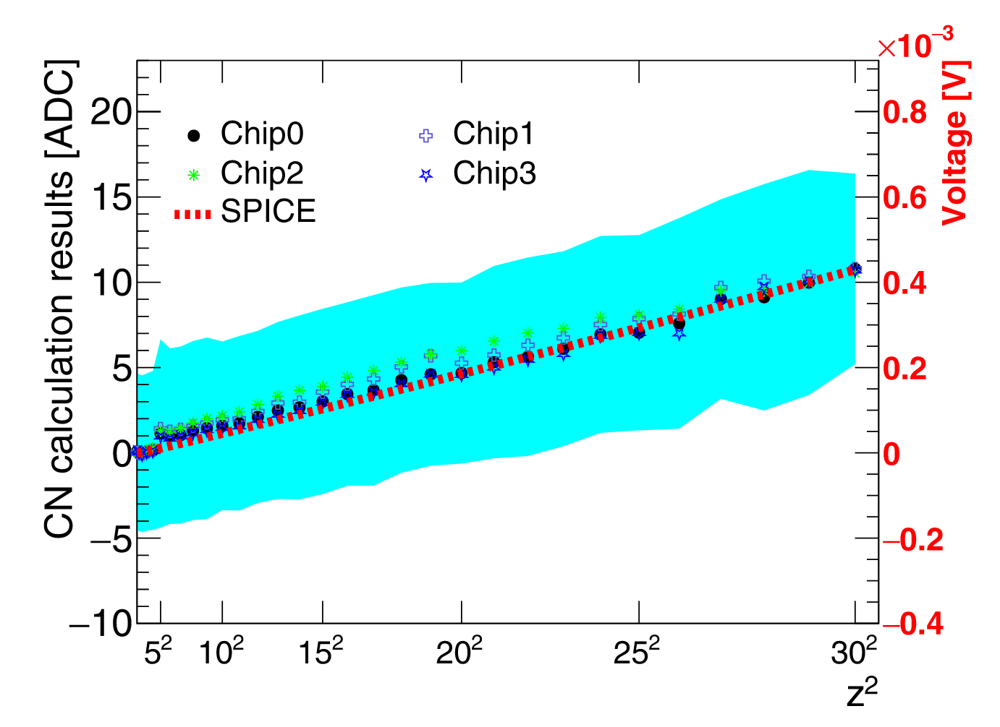 ×10⁻³
CN calculation results [ADC]
Voltage [V]
20
15
10
5
0
−5
−10
0.8
0.6
0.4
0.2
0
−0.2
−0.4
Chip0 Chip1
Chip2 Chip3
SPICE
5² 10² 15² 20² 25² 30²
z²